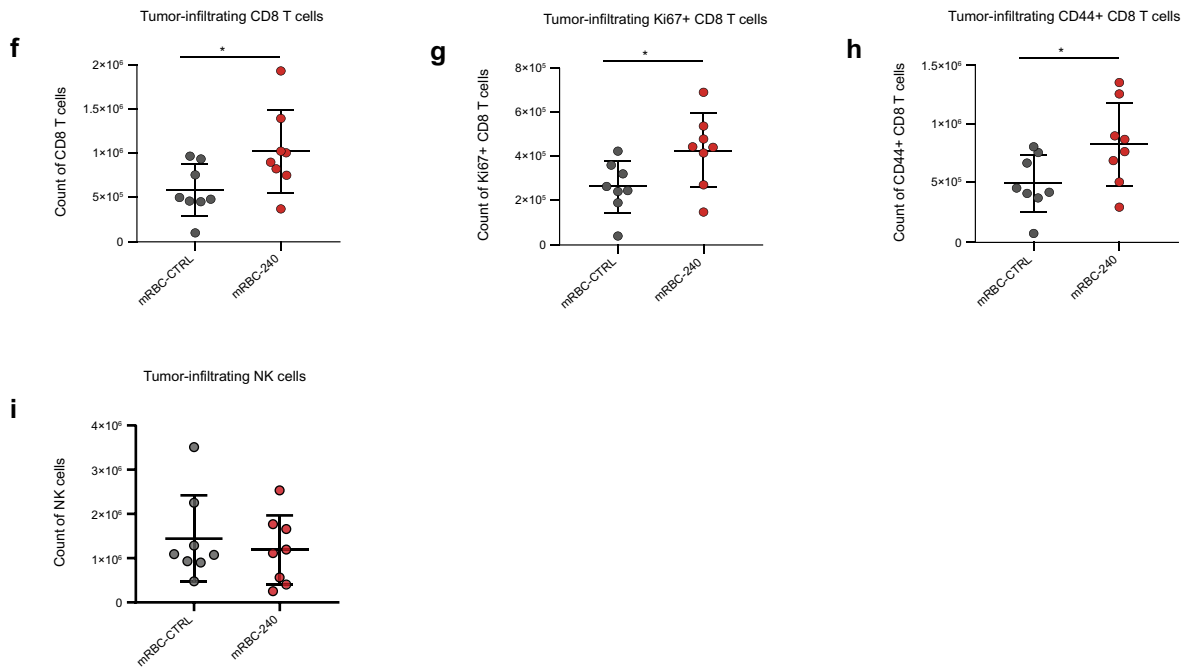 f
Tumor-infiltrating CD8 T cells
*
Count of CD8 T cells
2×10⁶
1.5×10⁶
1×10⁶
5×10⁵
0
mRBC-CTRL
mRBC-240
g
Tumor-infiltrating Ki67+ CD8 T cells
*
Count of Ki67+ CD8 T cells
8×10⁵
6×10⁵
4×10⁵
2×10⁵
0
mRBC-CTRL
mRBC-240
h
Tumor-infiltrating CD44+ CD8 T cells
*
Count of CD44+ CD8 T cells
1.5×10⁶
1×10⁶
5×10⁵
0
mRBC-CTRL
mRBC-240
i
Tumor-infiltrating NK cells
Count of NK cells
4×10⁶
3×10⁶
2×10⁶
1×10⁶
0
mRBC-CTRL
mRBC-240